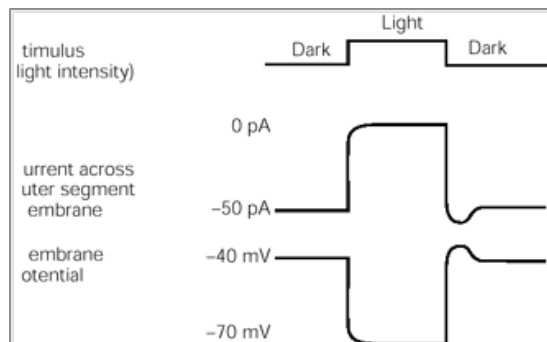 Light
Dark
Dark
timulus
light intensity)
0 pA
urrent across
uter segment
embrane
–50 pA
embrane
otential
–40 mV
–70 mV